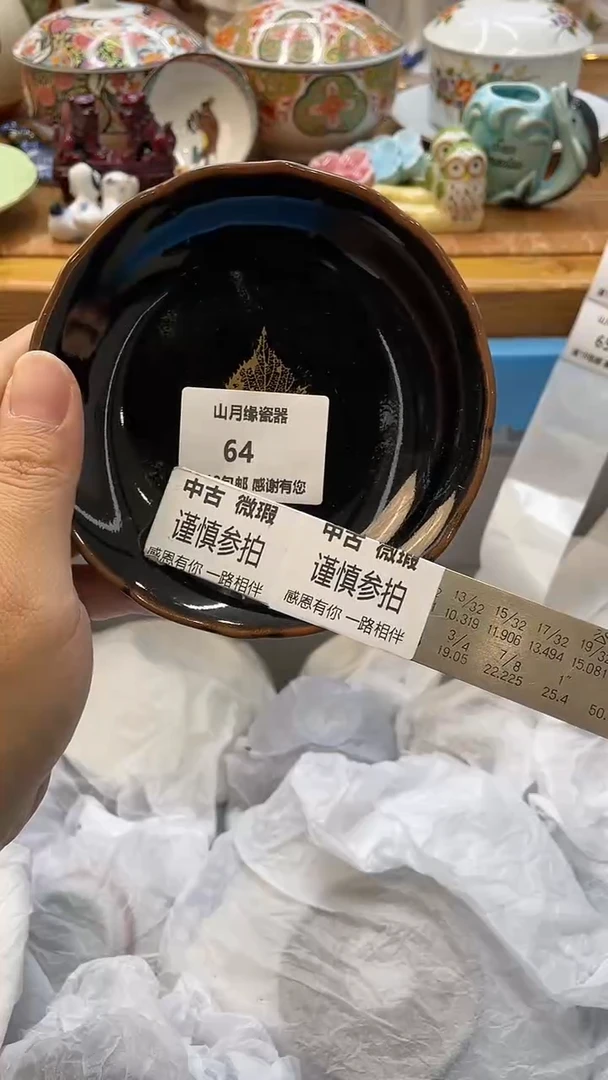 山月缘瓷器
64
包邮 感谢有您
中古 微瑕
谨慎参拍
感恩有你 一路相伴
中古 微瑕
谨慎参拍
感恩有你 一路相伴
13/32 15/32 17/32 19/32
10.319 11.906 13.494 15.081
3/4 7/8 1"
19.05 22.225 25.4 50.